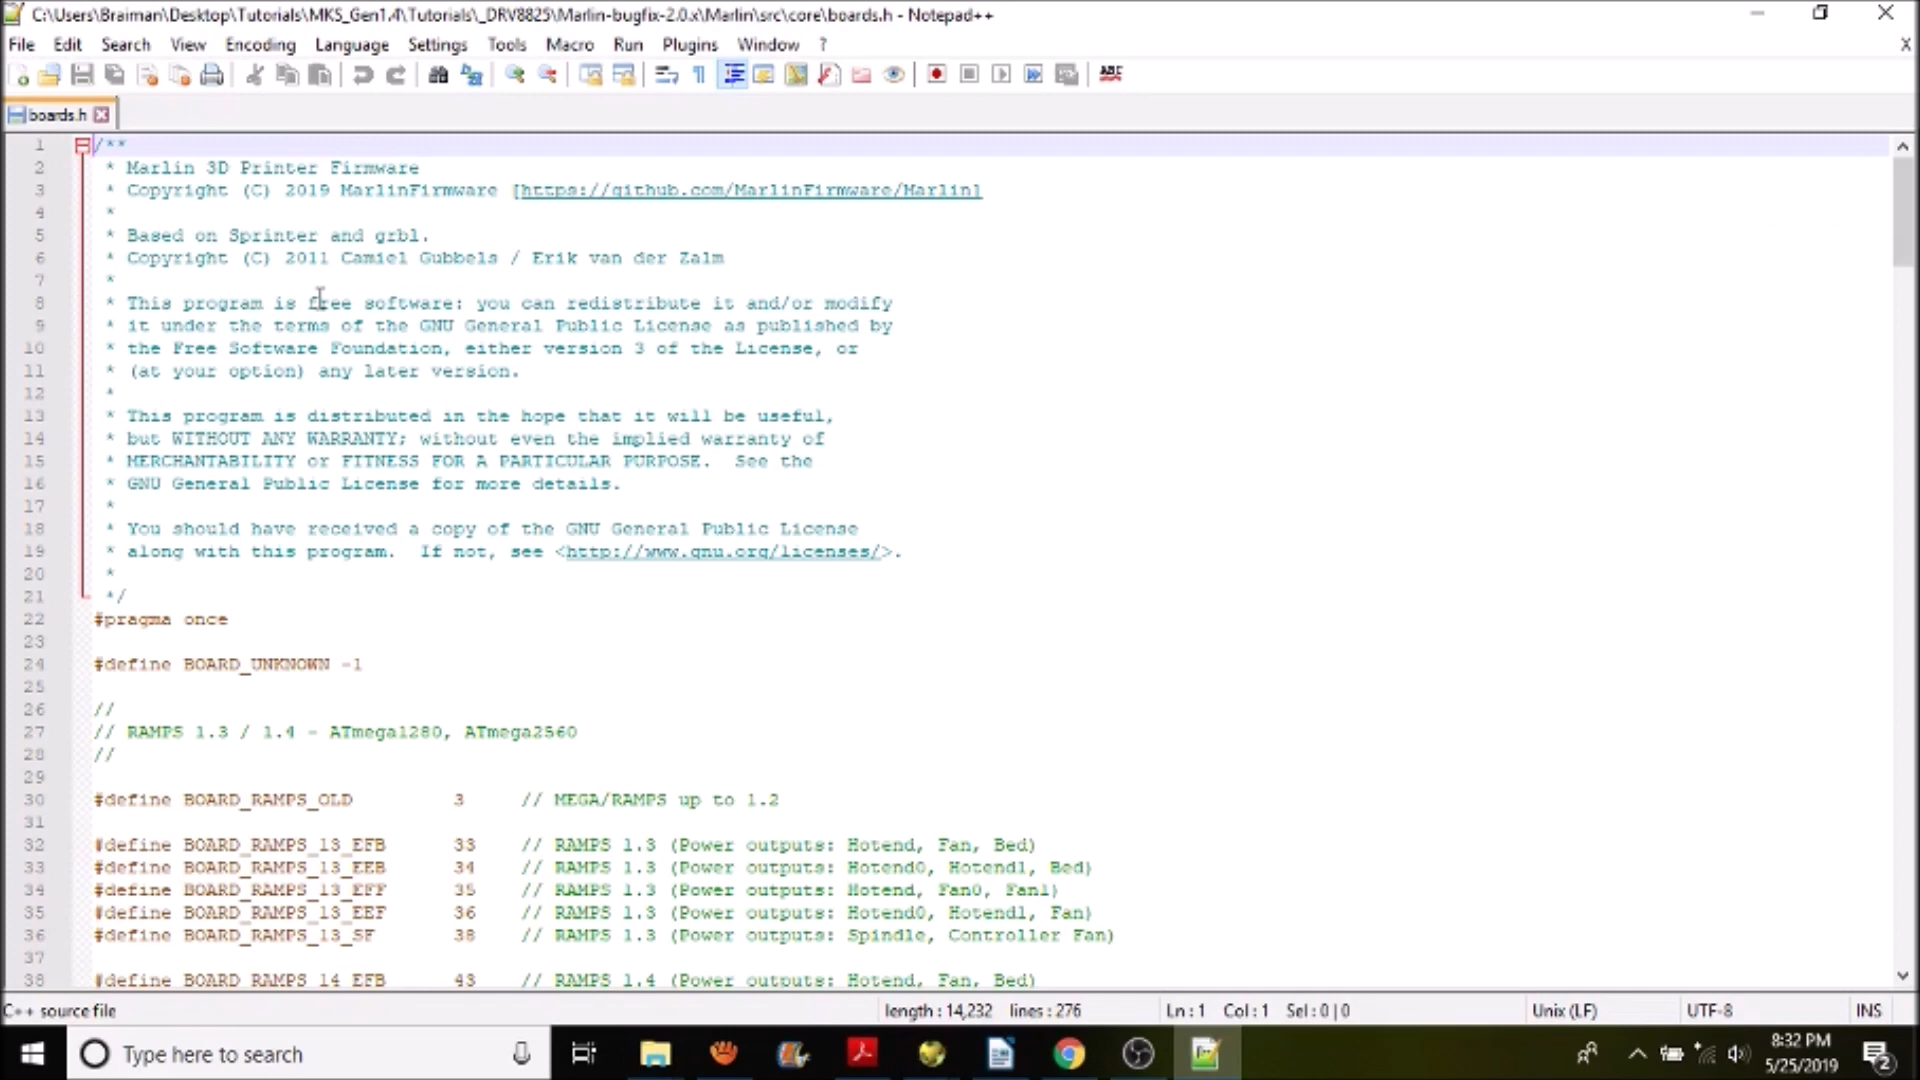 C:\Users\Braiman\Desktop\Tutorials\MKS_Gen1.4\Tutorials\_DRV8825\Marlin-bugfix-2.0.x\Marlin\src\core\boards.h - Notepad++
File Edit Search View Encoding Language Settings Tools Macro Run Plugins Window ? X
ABC
boards.h
1 /**
2 * Marlin 3D Printer Firmware
3 * Copyright (C) 2019 MarlinFirmware [https://github.com/MarlinFirmware/Marlin]
4 *
5 * Based on Sprinter and grbl.
6 * Copyright (C) 2011 Camiel Gubbels / Erik van der Zalm
7 *
8 * This program is free software: you can redistribute it and/or modify
9 * it under the terms of the GNU General Public License as published by
10 * the Free Software Foundation, either version 3 of the License, or
11 * (at your option) any later version.
12 *
13 * This program is distributed in the hope that it will be useful,
14 * but WITHOUT ANY WARRANTY; without even the implied warranty of
15 * MERCHANTABILITY or FITNESS FOR A PARTICULAR PURPOSE.  See the
16 * GNU General Public License for more details.
17 *
18 * You should have received a copy of the GNU General Public License
19 * along with this program.  If not, see <http://www.gnu.org/licenses/>.
20 *
21 */
22 #pragma once
23
24 #define BOARD_UNKNOWN -1
25
26 //
27 // RAMPS 1.3 / 1.4 - ATmega1280, ATmega2560
28 //
29
30 #define BOARD_RAMPS_OLD 3 // MEGA/RAMPS up to 1.2
31
32 #define BOARD_RAMPS_13_EFB 33 // RAMPS 1.3 (Power outputs: Hotend, Fan, Bed)
33 #define BOARD_RAMPS_13_EEB 34 // RAMPS 1.3 (Power outputs: Hotend0, Hotend1, Bed)
34 #define BOARD_RAMPS_13_EFF 35 // RAMPS 1.3 (Power outputs: Hotend, Fan0, Fan1)
35 #define BOARD_RAMPS_13_EEF 36 // RAMPS 1.3 (Power outputs: Hotend0, Hotend1, Fan)
36 #define BOARD_RAMPS_13_SF 38 // RAMPS 1.3 (Power outputs: Spindle, Controller Fan)
37
38 #define BOARD_RAMPS_14_EFB 43 // RAMPS 1.4 (Power outputs: Hotend, Fan, Bed)
C++ source file length : 14,232 lines : 276 Ln : 1 Col : 1 Sel : 0 | 0 Unix (LF) UTF-8 INS
Type here to search
8:32 PM
5/25/2019
2